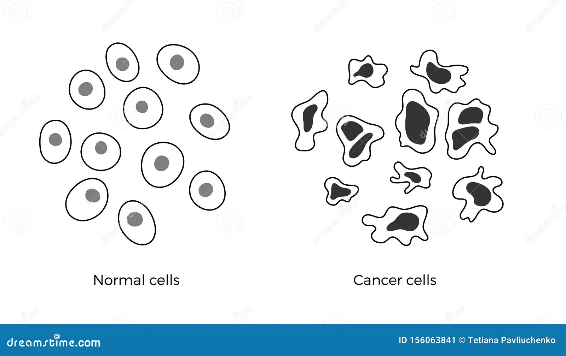 Normal cells
Cancer cells
dreamstime.com
ID 156063841 © Tetiana Pavliuchenko